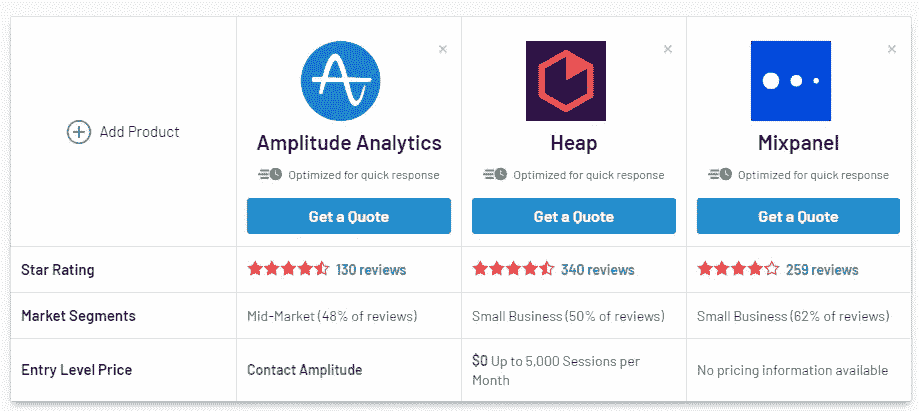 Add Product
Amplitude Analytics
Optimized for quick response
Get a Quote
Heap
Optimized for quick response
Get a Quote
Mixpanel
Optimized for quick response
Get a Quote
Star Rating
130 reviews
340 reviews
259 reviews
Market Segments
Mid-Market (48% of reviews)
Small Business (50% of reviews)
Small Business (62% of reviews)
Entry Level Price
Contact Amplitude
$0 Up to 5,000 Sessions per
Month
No pricing information available